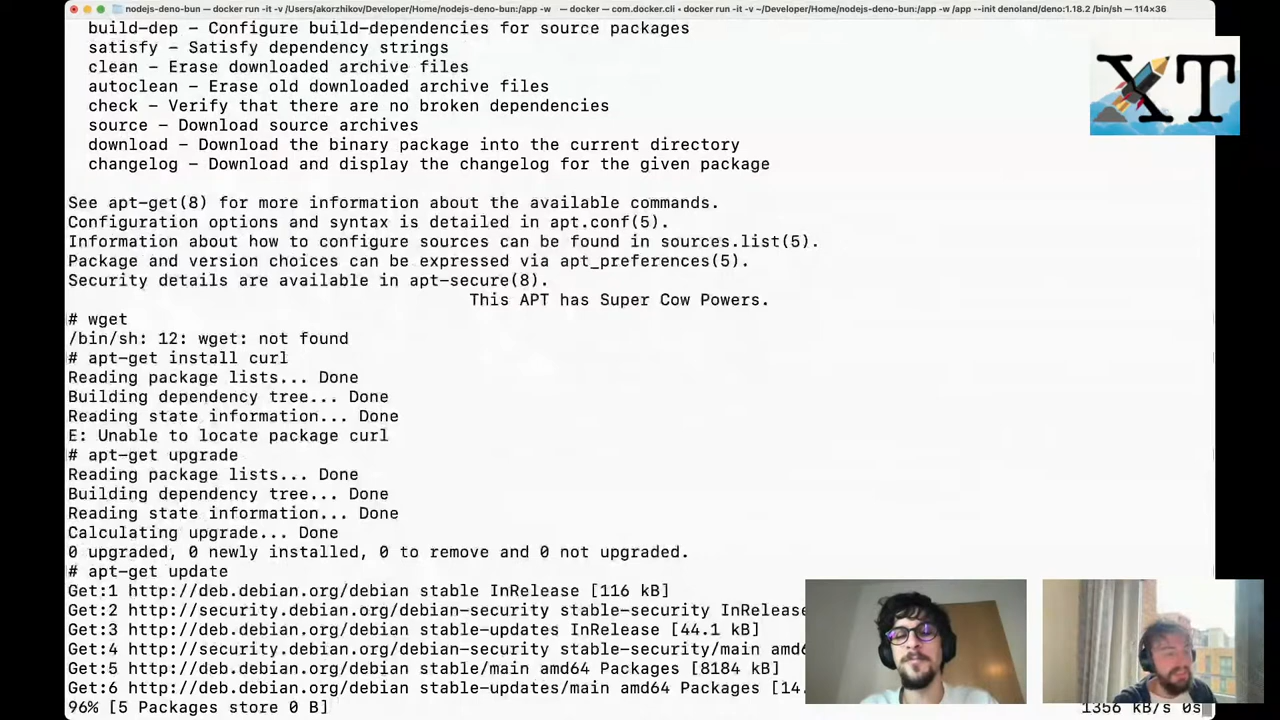 nodejs-deno-bun — docker run -it -v /Users/akorzhikov/Developer/Home/nodejs-deno-bun:/app -w — docker — com.docker.cli • docker run -it -v ~/Developer/Home/nodejs-deno-bun:/app -w /app --init denoland/deno:1.18.2 /bin/sh — 114×36
build-dep – Configure build-dependencies for source packages
satisfy – Satisfy dependency strings
clean – Erase downloaded archive files
autoclean – Erase old downloaded archive files
check – Verify that there are no broken dependencies
source – Download source archives
download – Download the binary package into the current directory
changelog – Download and display the changelog for the given package
See apt-get(8) for more information about the available commands.
Configuration options and syntax is detailed in apt.conf(5).
Information about how to configure sources can be found in sources.list(5).
Package and version choices can be expressed via apt_preferences(5).
Security details are available in apt-secure(8).
This APT has Super Cow Powers.
# wget
/bin/sh: 12: wget: not found
# apt-get install curl
Reading package lists... Done
Building dependency tree... Done
Reading state information... Done
E: Unable to locate package curl
# apt-get upgrade
Reading package lists... Done
Building dependency tree... Done
Reading state information... Done
Calculating upgrade... Done
0 upgraded, 0 newly installed, 0 to remove and 0 not upgraded.
# apt-get update
Get:1 http://deb.debian.org/debian stable InRelease [116 kB]
Get:2 http://security.debian.org/debian-security stable-security InRelease
Get:3 http://deb.debian.org/debian stable-updates InRelease [44.1 kB]
Get:4 http://security.debian.org/debian-security stable-security/main amd6
Get:5 http://deb.debian.org/debian stable/main amd64 Packages [8184 kB]
Get:6 http://deb.debian.org/debian stable-updates/main amd64 Packages [14.
96% [5 Packages store 0 B] 1356 kB/s 0s
XT